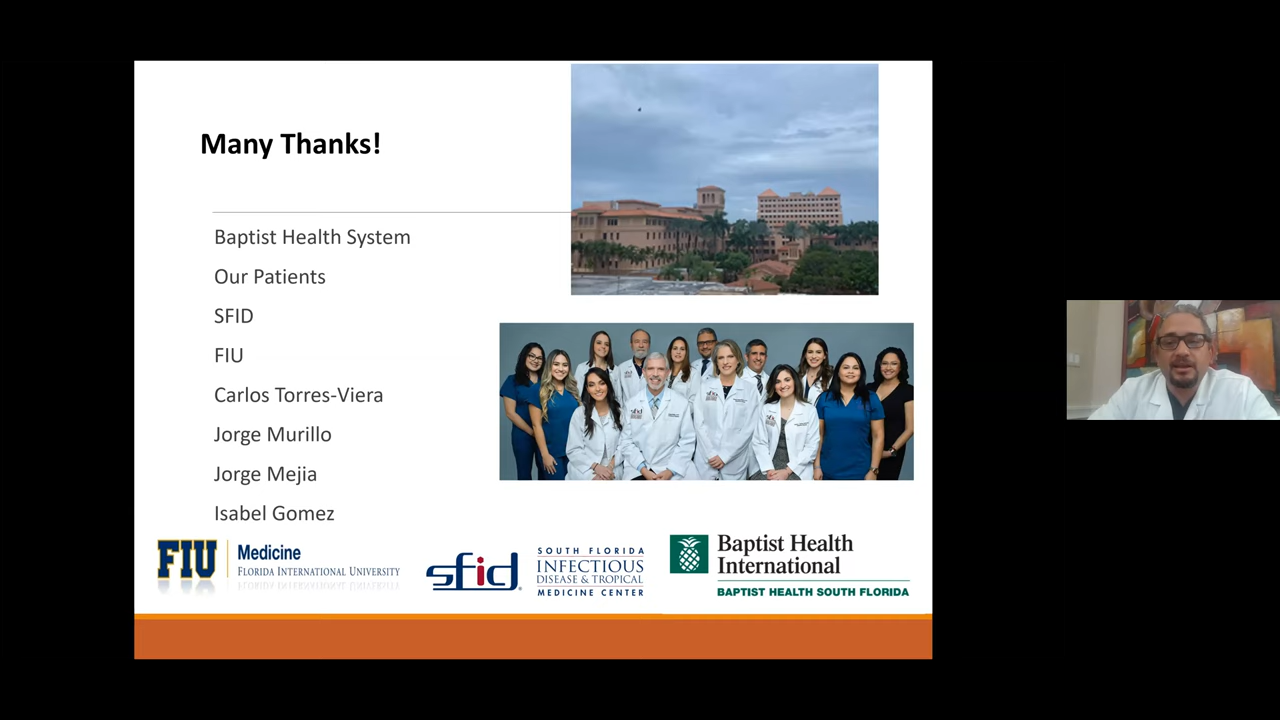 Many Thanks!
Baptist Health System
Our Patients
SFID
FIU
Carlos Torres-Viera
Jorge Murillo
Jorge Mejia
Isabel Gomez
FIU
Medicine
FLORIDA INTERNATIONAL UNIVERSITY
sfid
SOUTH FLORIDA
INFECTIOUS
DISEASE & TROPICAL
MEDICINE CENTER
Baptist Health
International
BAPTIST HEALTH SOUTH FLORIDA